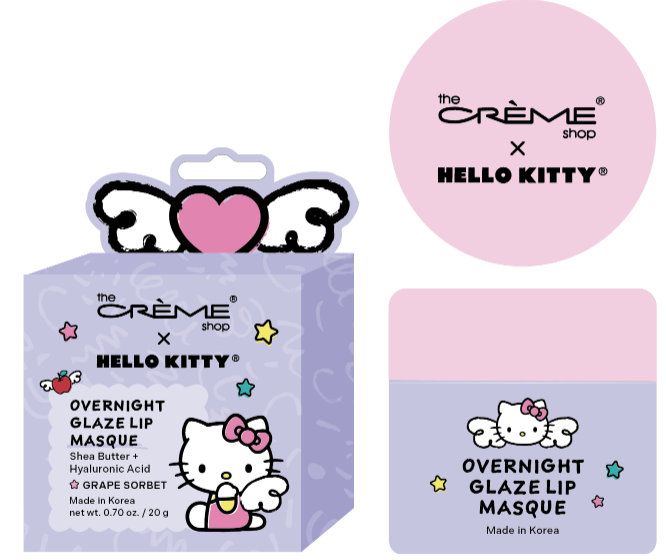 the
CRÈME®
shop
×
HELLO KITTY®
OVERNIGHT
GLAZE LIP
MASQUE
Shea Butter +
Hyaluronic Acid
GRAPE SORBET
Made in Korea
net wt. 0.70 oz. / 20 g
the
CRÈME®
shop
×
HELLO KITTY®
OVERNIGHT
GLAZE LIP
MASQUE
Made in Korea